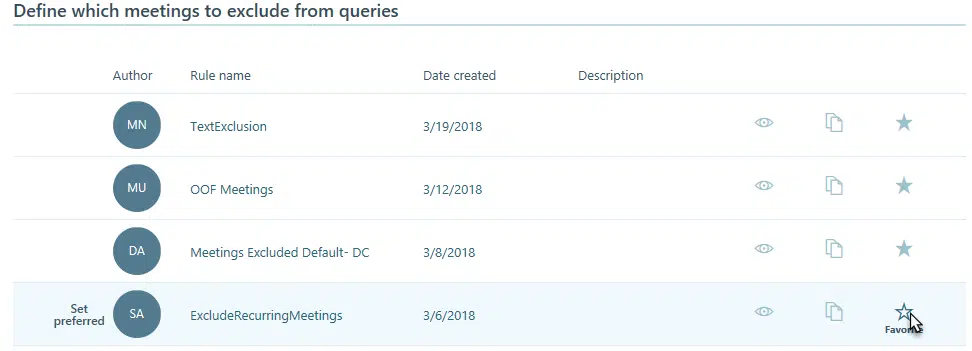 Define which meetings to exclude from queries
Author Rule name Date created Description
MN TextExclusion 3/19/2018
MU OOF Meetings 3/12/2018
DA Meetings Excluded Default- DC 3/8/2018
Set
preferred
SA ExcludeRecurringMeetings 3/6/2018
Favorite